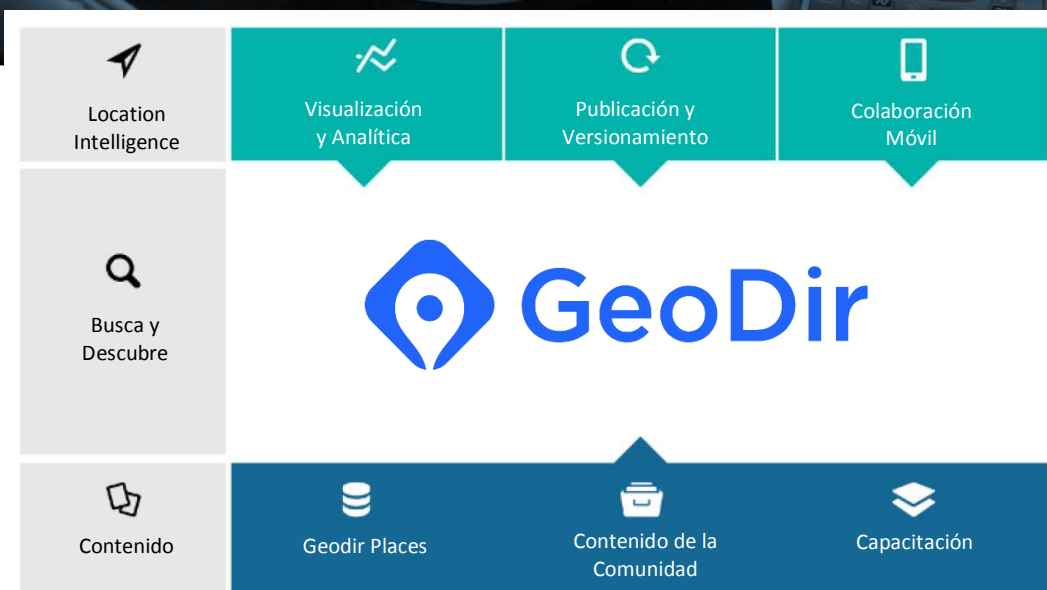 Location
Intelligence
Visualización
y Analítica
Publicación y
Versionamiento
Colaboración
Móvil
Busca y
Descubre
GeoDir
Contenido
Geodir Places
Contenido de la
Comunidad
Capacitación